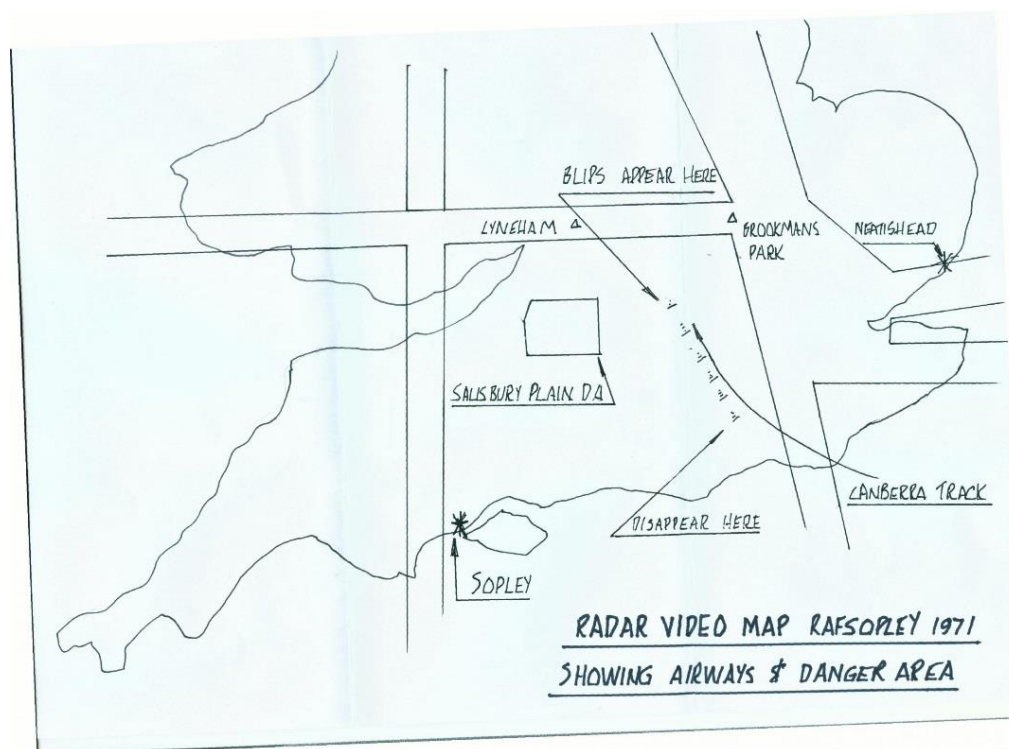 BLIPS APPEAR HERE
LYNEHAM
BROOKMANS
PARK
NEATISHEAD
SALISBURY PLAIN DA
CANBERRA TRACK
DISAPPEAR HERE
SOPLEY
RADAR VIDEO MAP RAFSOPLEY 1971
SHOWING AIRWAYS & DANGER AREA